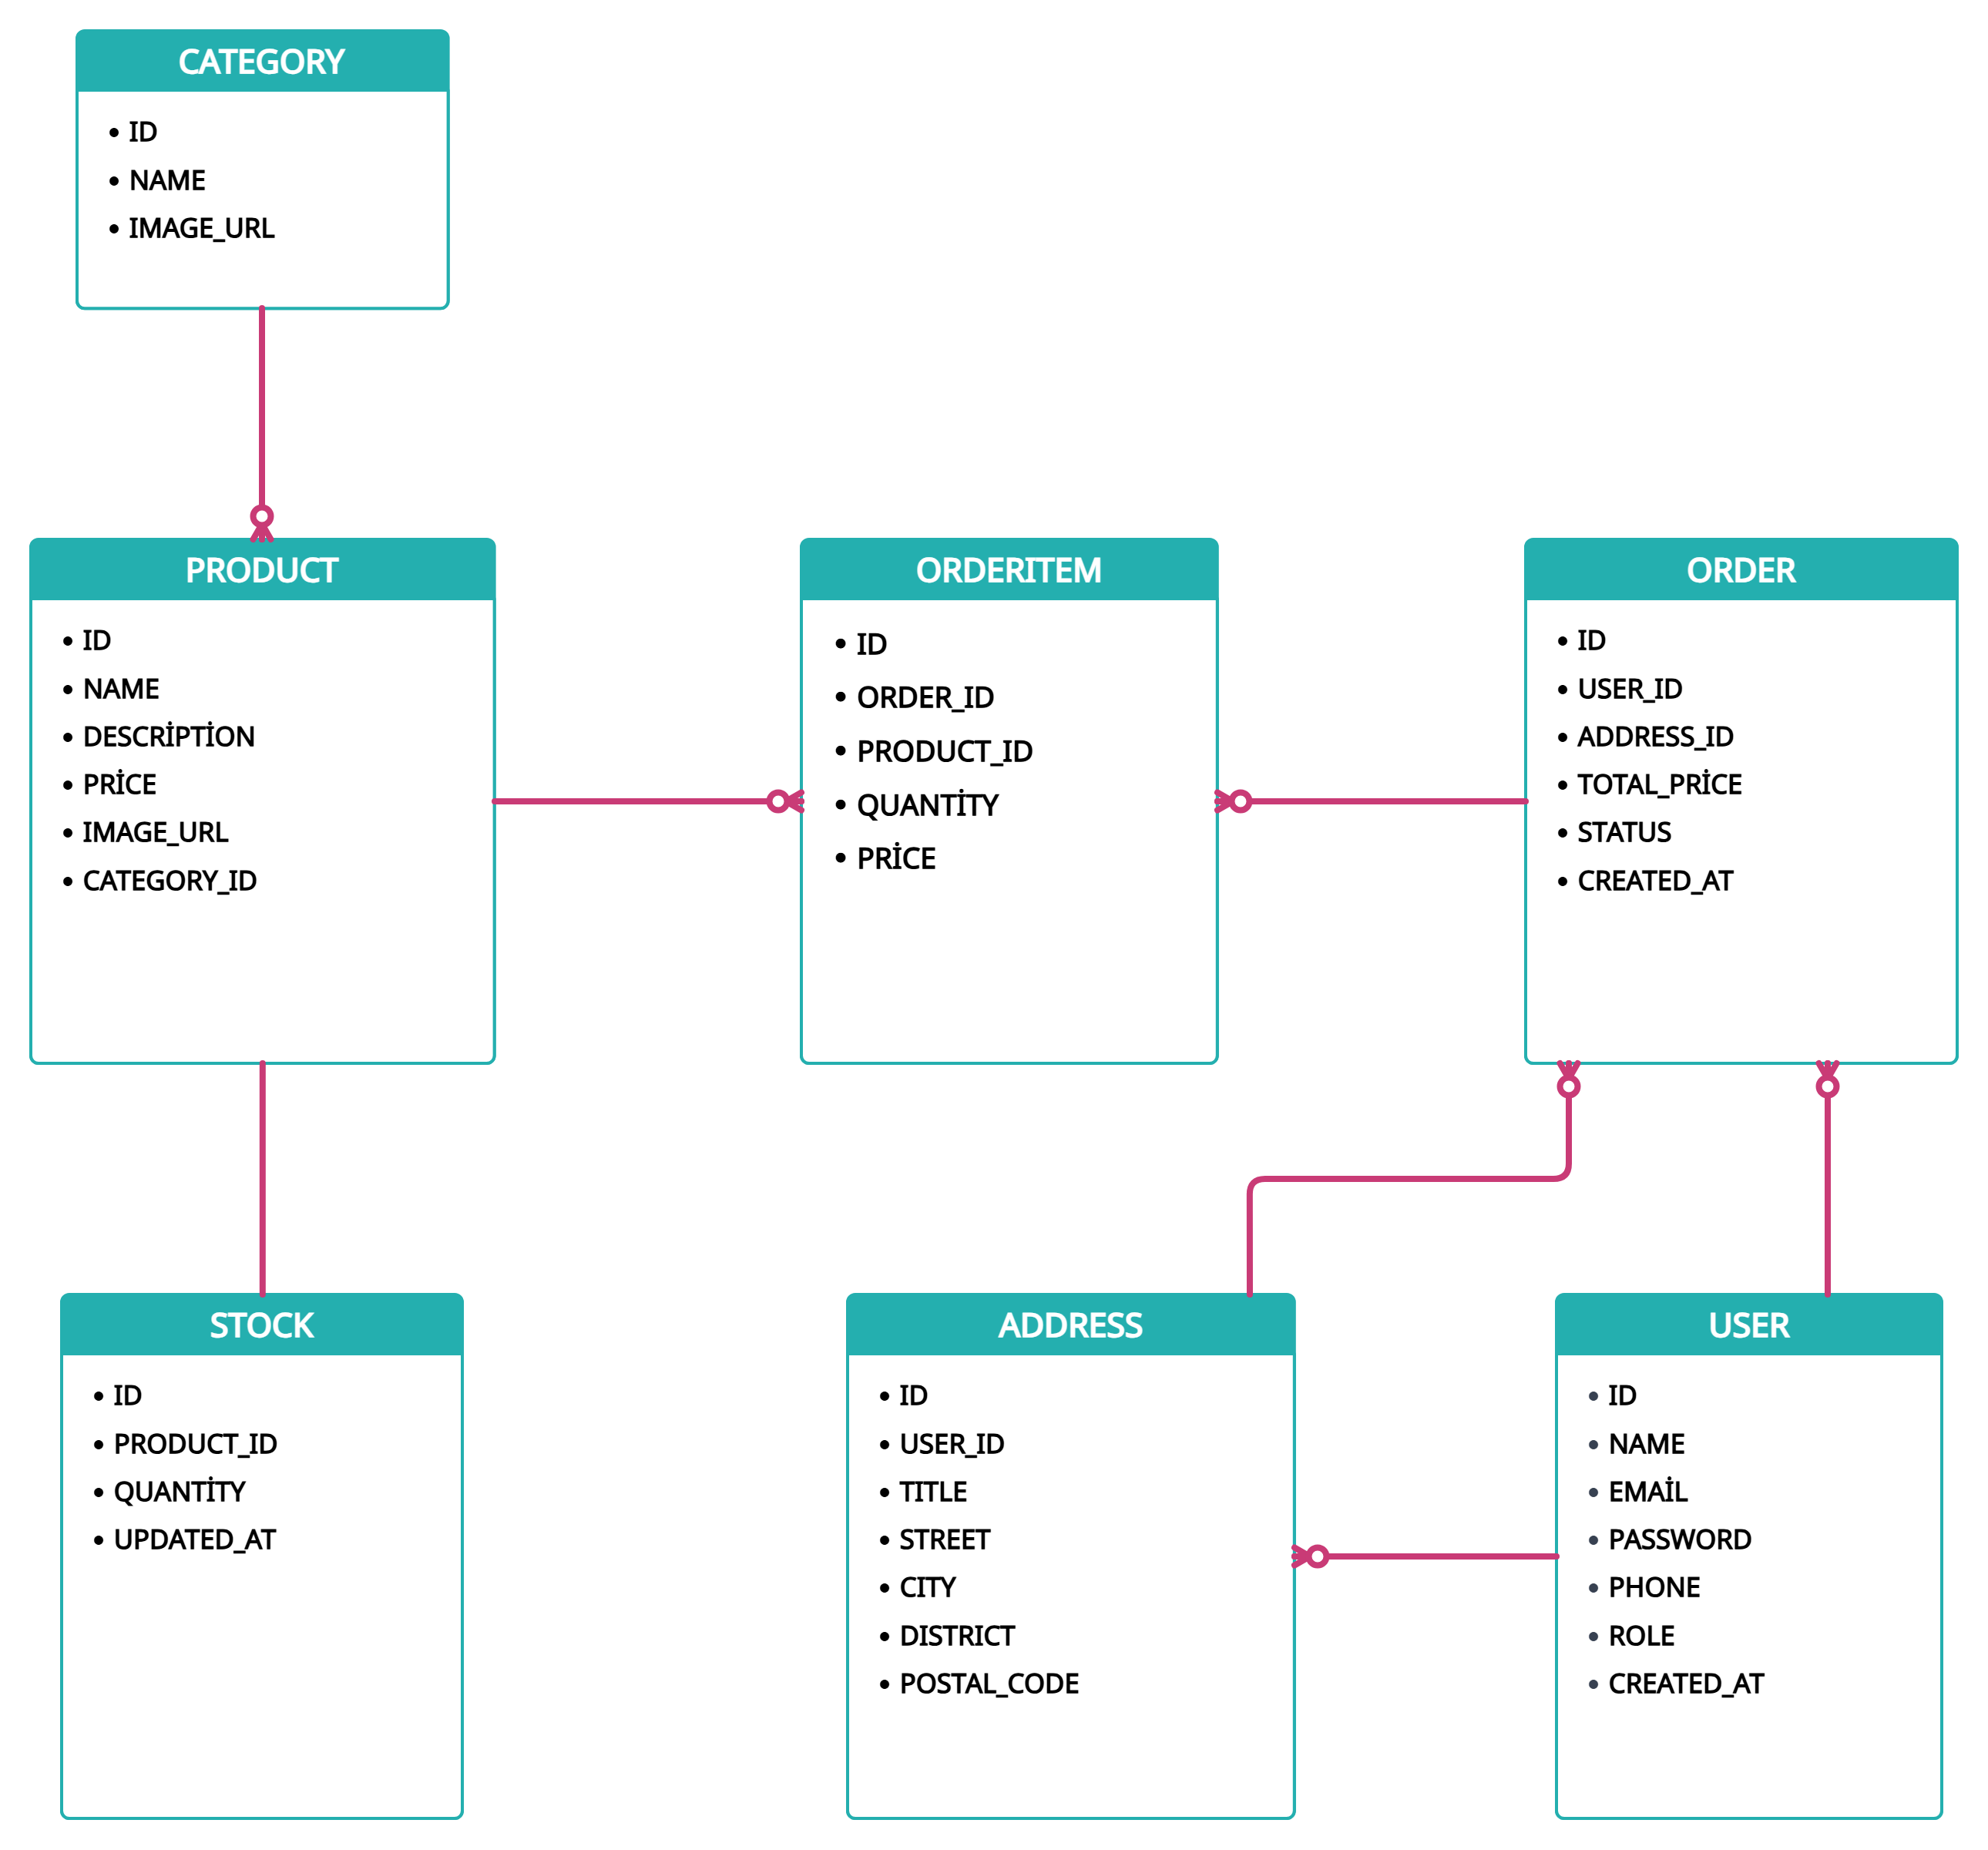 CATEGORY
ID
NAME
IMAGE_URL
PRODUCT
ID
NAME
DESCRİPTİON
PRİCE
IMAGE_URL
CATEGORY_ID
ORDERITEM
ID
ORDER_ID
PRODUCT_ID
QUANTİTY
PRİCE
ORDER
ID
USER_ID
ADDRESS_ID
TOTAL_PRİCE
STATUS
CREATED_AT
STOCK
ID
PRODUCT_ID
QUANTİTY
UPDATED_AT
ADDRESS
ID
USER_ID
TITLE
STREET
CITY
DISTRICT
POSTAL_CODE
USER
ID
NAME
EMAİL
PASSWORD
PHONE
ROLE
CREATED_AT